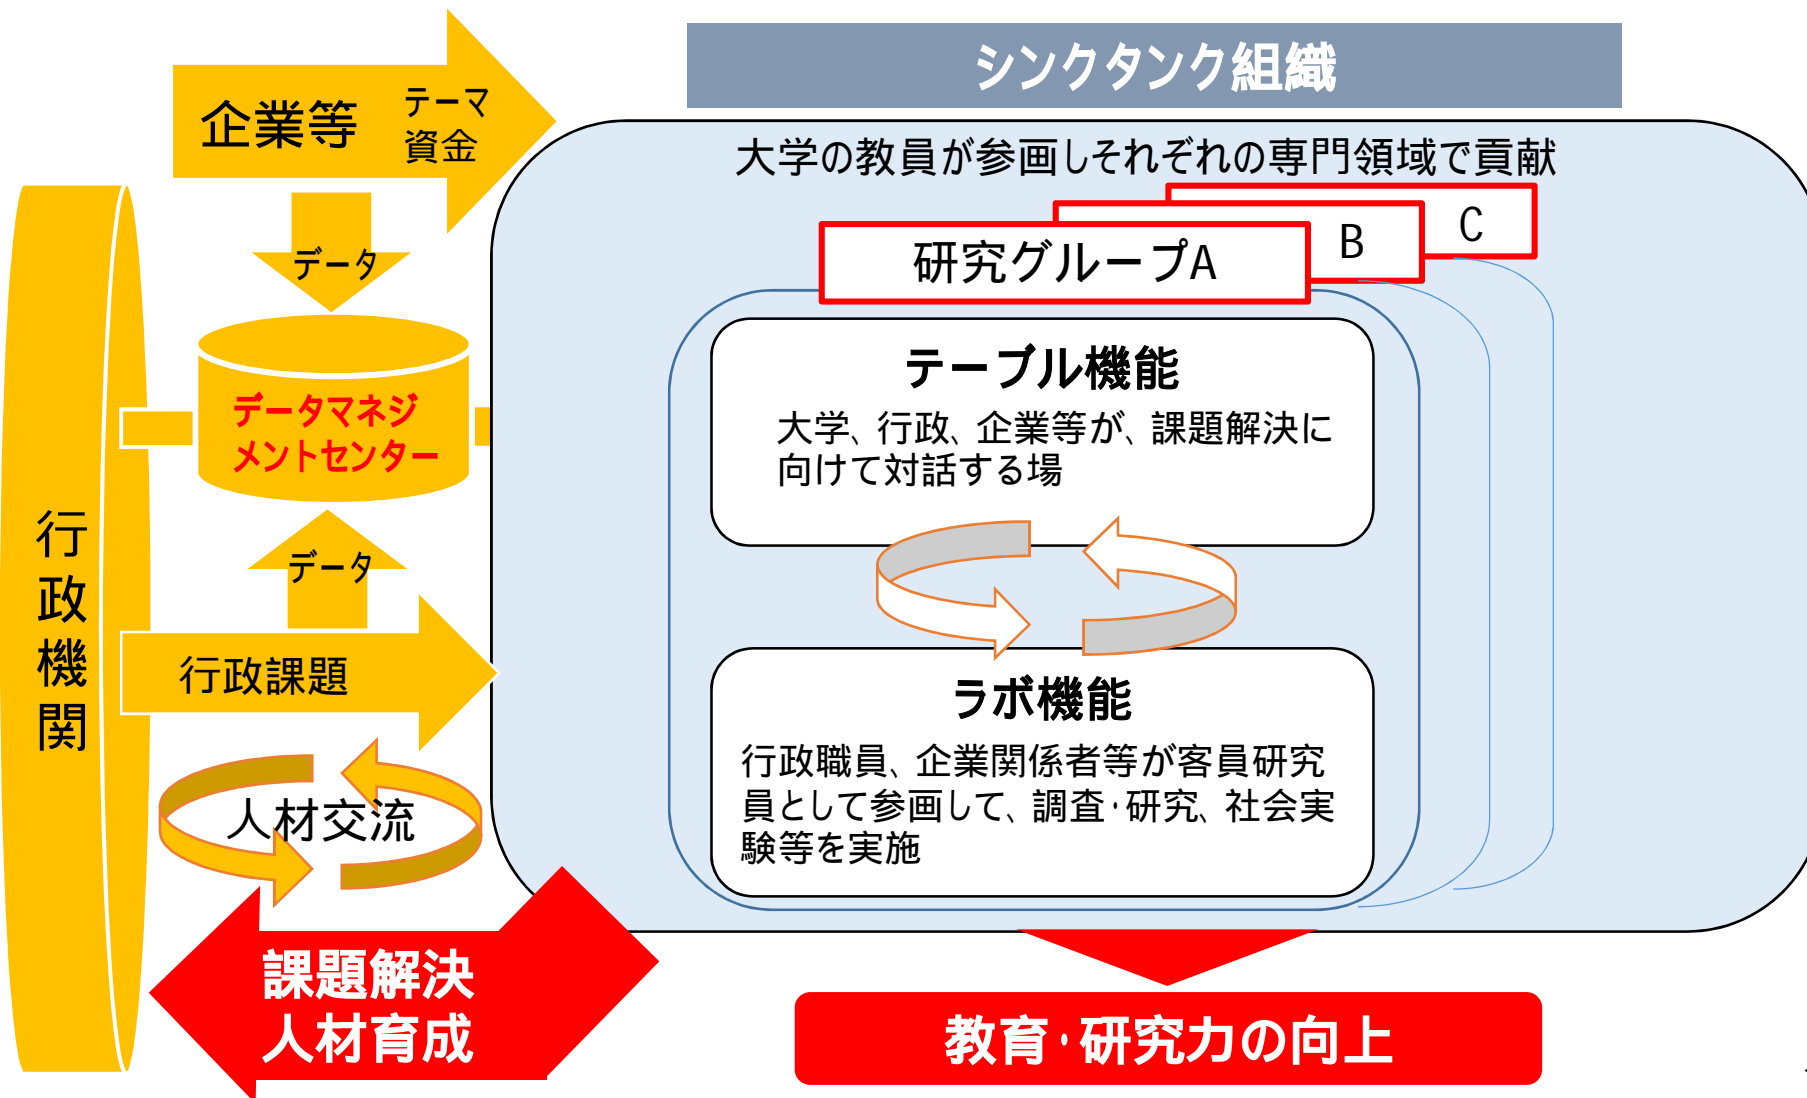 シンクタンク組織
企業等
テーマ
資金
大学の教員が参画しそれぞれの専門領域で貢献
研究グループA
B
C
データ
テーブル機能
大学、行政、企業等が、課題解決に
向けて対話する場
データマネジ
メントセンター
行政機関
データ
行政課題
ラボ機能
行政職員、企業関係者等が客員研究
員として参画して、調査・研究、社会実
験等を実施
人材交流
課題解決
人材育成
教育・研究力の向上